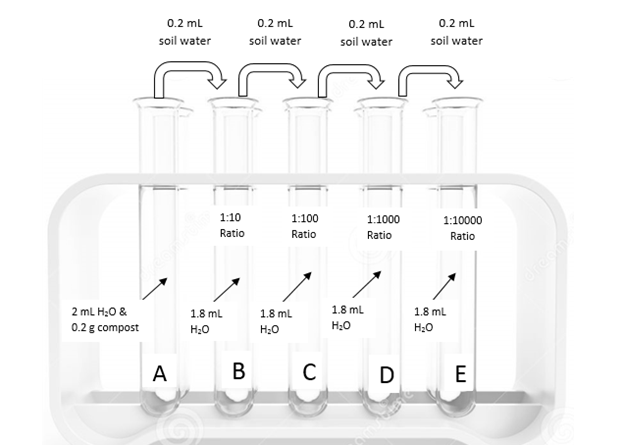 0.2 mL
soil water
0.2 mL
soil water
0.2 mL
soil water
0.2 mL
soil water
1:10
Ratio
1:100
Ratio
1:1000
Ratio
1:10000
Ratio
2 mL H₂O &
0.2 g compost
1.8 mL
H₂O
1.8 mL
H₂O
1.8 mL
H₂O
1.8 mL
H₂O
A
B
C
D
E